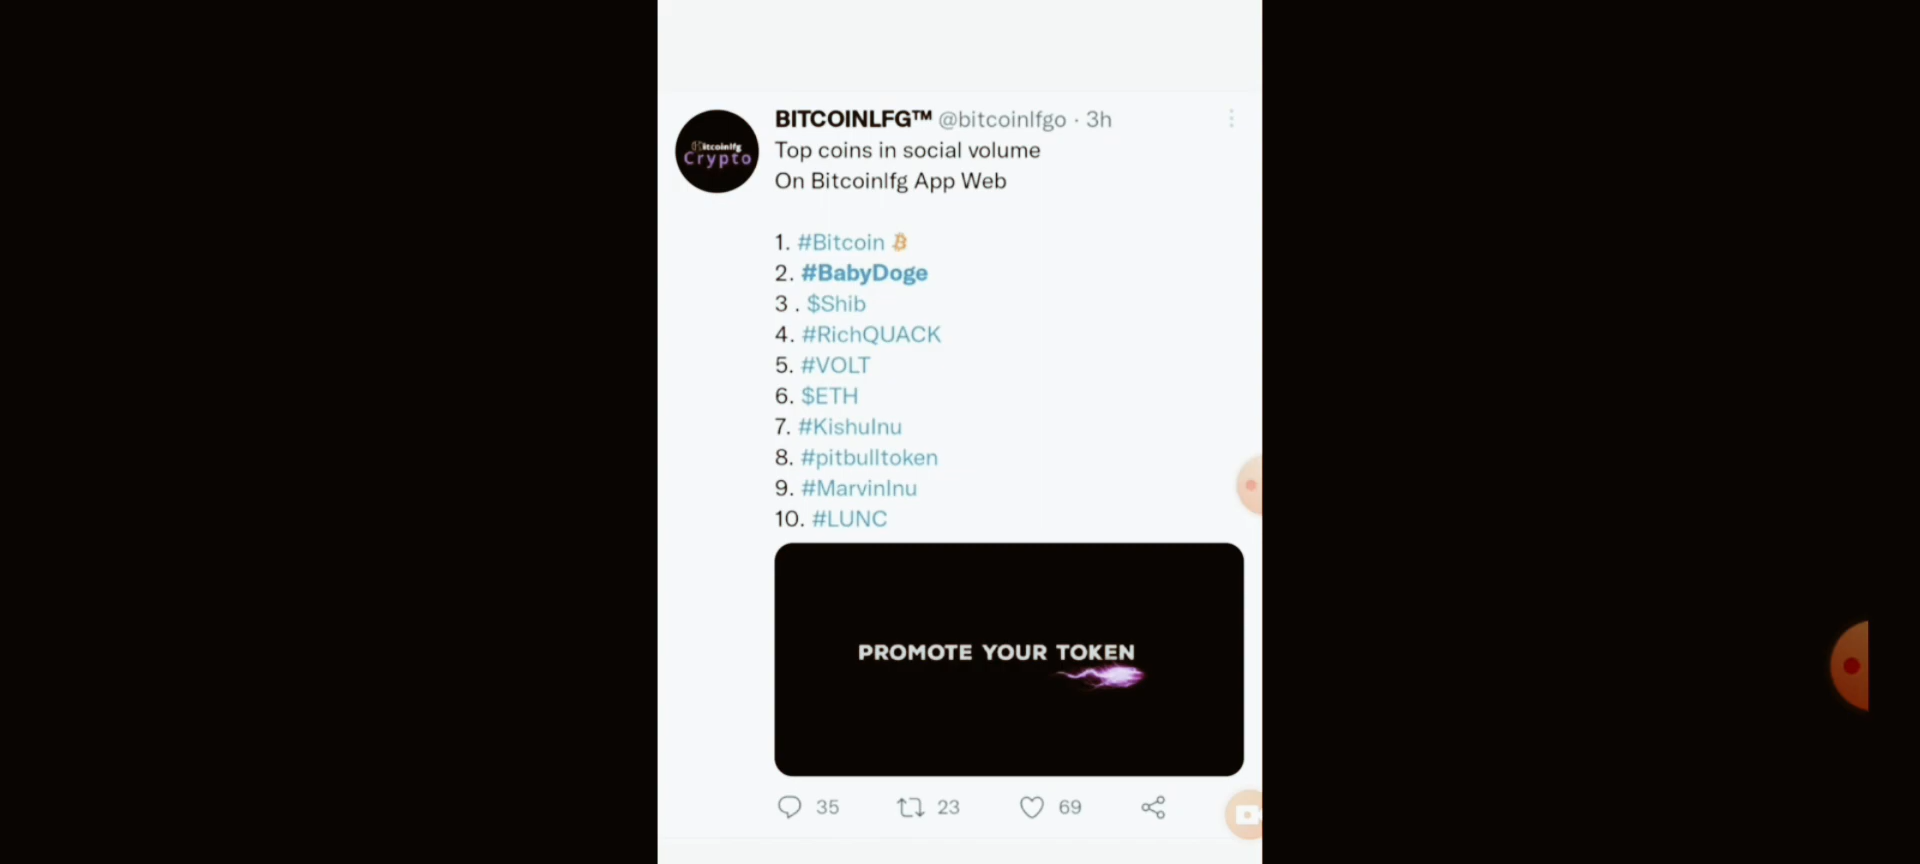 BITCOINLFG™ @bitcoinlfgo · 3h
Bitcoinlfg
Crypto
Top coins in social volume
On Bitcoinlfg App Web
1. #Bitcoin
2. #BabyDoge
3 . $Shib
4. #RichQUACK
5. #VOLT
6. $ETH
7. #KishuInu
8. #pitbulltoken
9. #MarvinInu
10. #LUNC
PROMOTE YOUR TOKEN
35 23 69